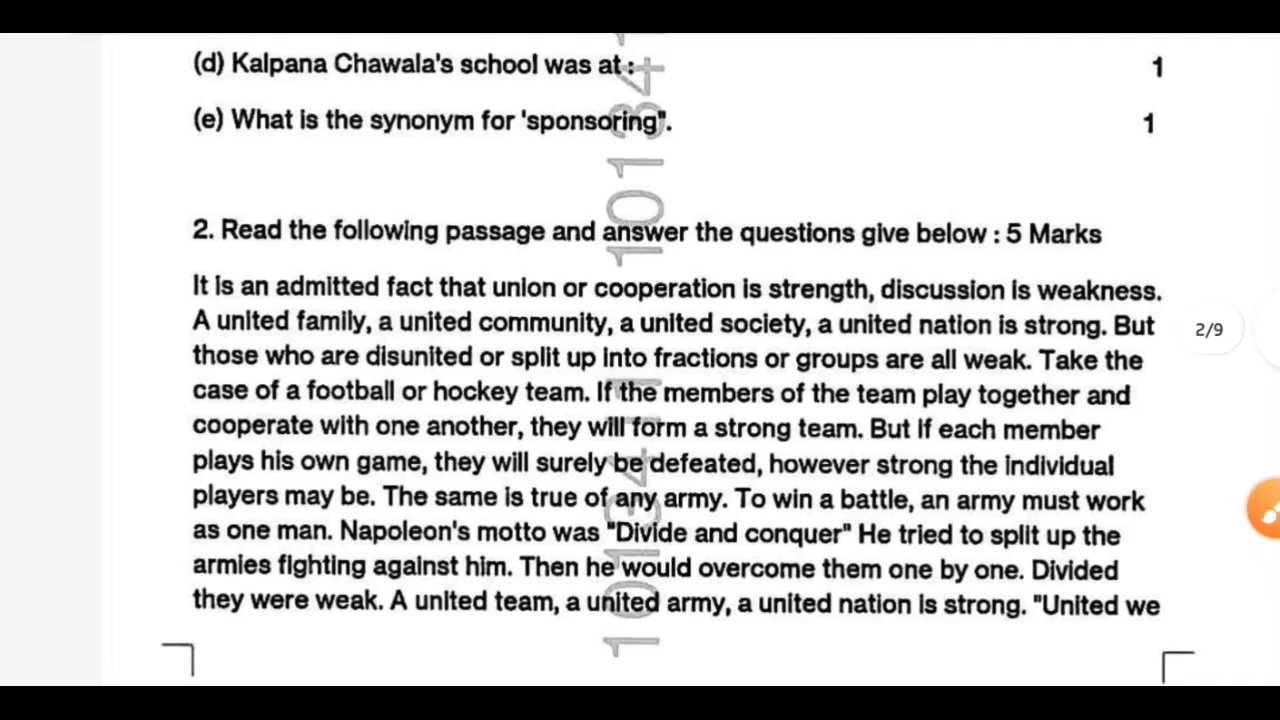 (d) Kalpana Chawala's school was at : 1
(e) What is the synonym for 'sponsoring". 1
2. Read the following passage and answer the questions give below : 5 Marks
It is an admitted fact that union or cooperation is strength, discussion is weakness.
A united family, a united community, a united society, a united nation is strong. But
those who are disunited or split up into fractions or groups are all weak. Take the
case of a football or hockey team. If the members of the team play together and
cooperate with one another, they will form a strong team. But if each member
plays his own game, they will surely be defeated, however strong the individual
players may be. The same is true of any army. To win a battle, an army must work
as one man. Napoleon's motto was "Divide and conquer" He tried to split up the
armies fighting against him. Then he would overcome them one by one. Divided
they were weak. A united team, a united army, a united nation is strong. "United we
2/9